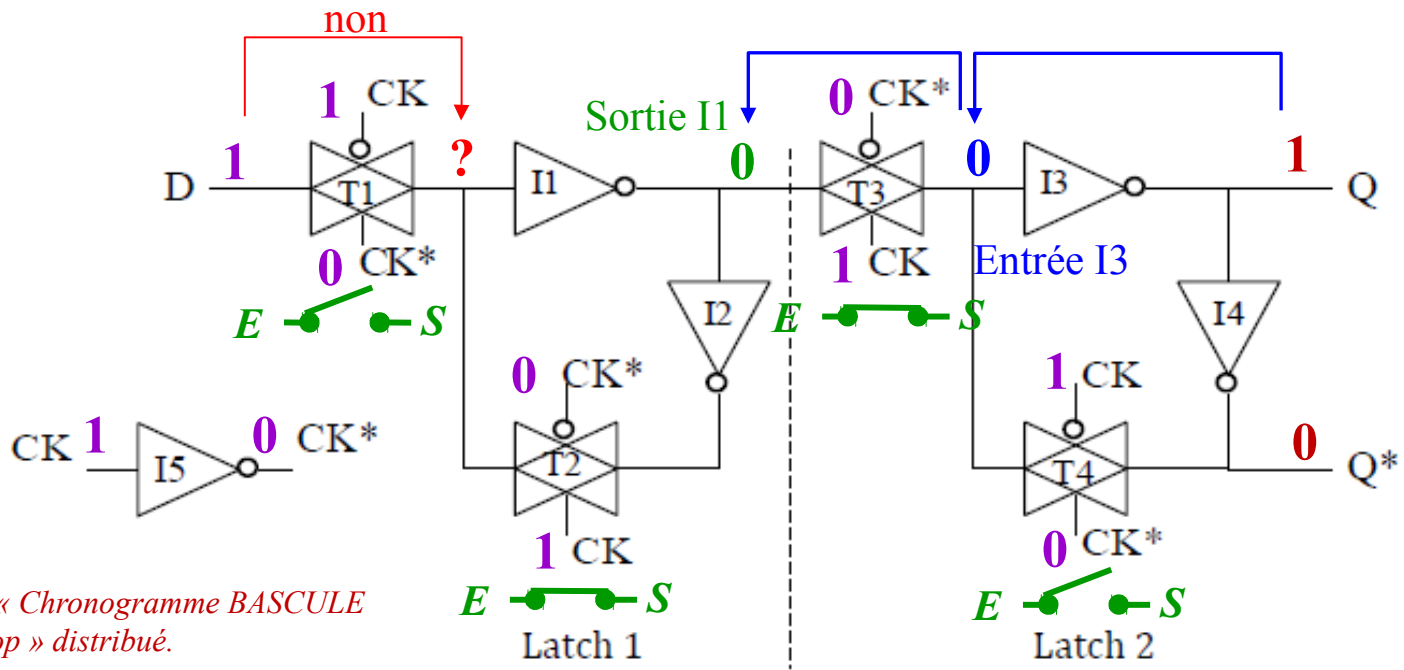 non
1 CK
0 CK*
Sortie I1
D 1 ? 0 0 1 Q
T1 I1 T3 I3
0 CK*
1 CK
Entrée I3
E S
E S
I2 I4
0 CK*
1 CK
CK 1 0 CK*
I5 T2 T4
0 Q*
1 CK
0 CK*
E S
E S
« Chronogramme BASCULE
op » distribué.
Latch 1 Latch 2